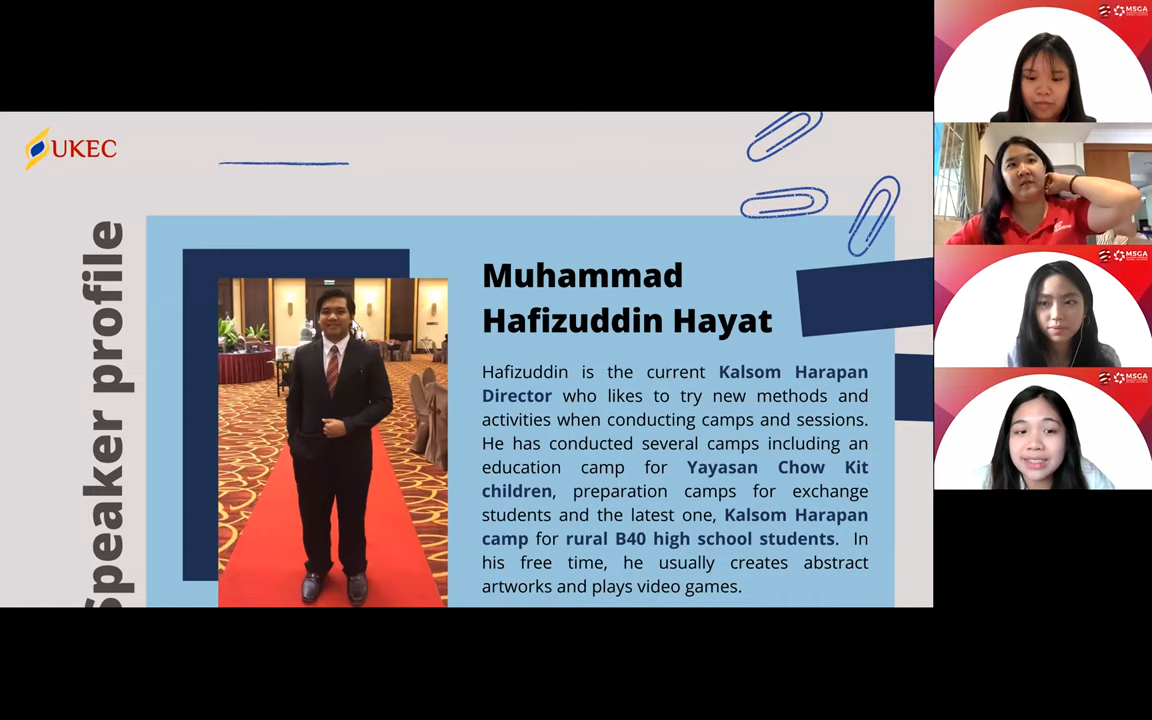 UKEC
Speaker profile
Muhammad
Hafizuddin Hayat
Hafizuddin is the current Kalsom Harapan
Director who likes to try new methods and
activities when conducting camps and sessions.
He has conducted several camps including an
education camp for Yayasan Chow Kit
children, preparation camps for exchange
students and the latest one, Kalsom Harapan
camp for rural B40 high school students. In
his free time, he usually creates abstract
artworks and plays video games.
MSGA
MSGA
MSGA